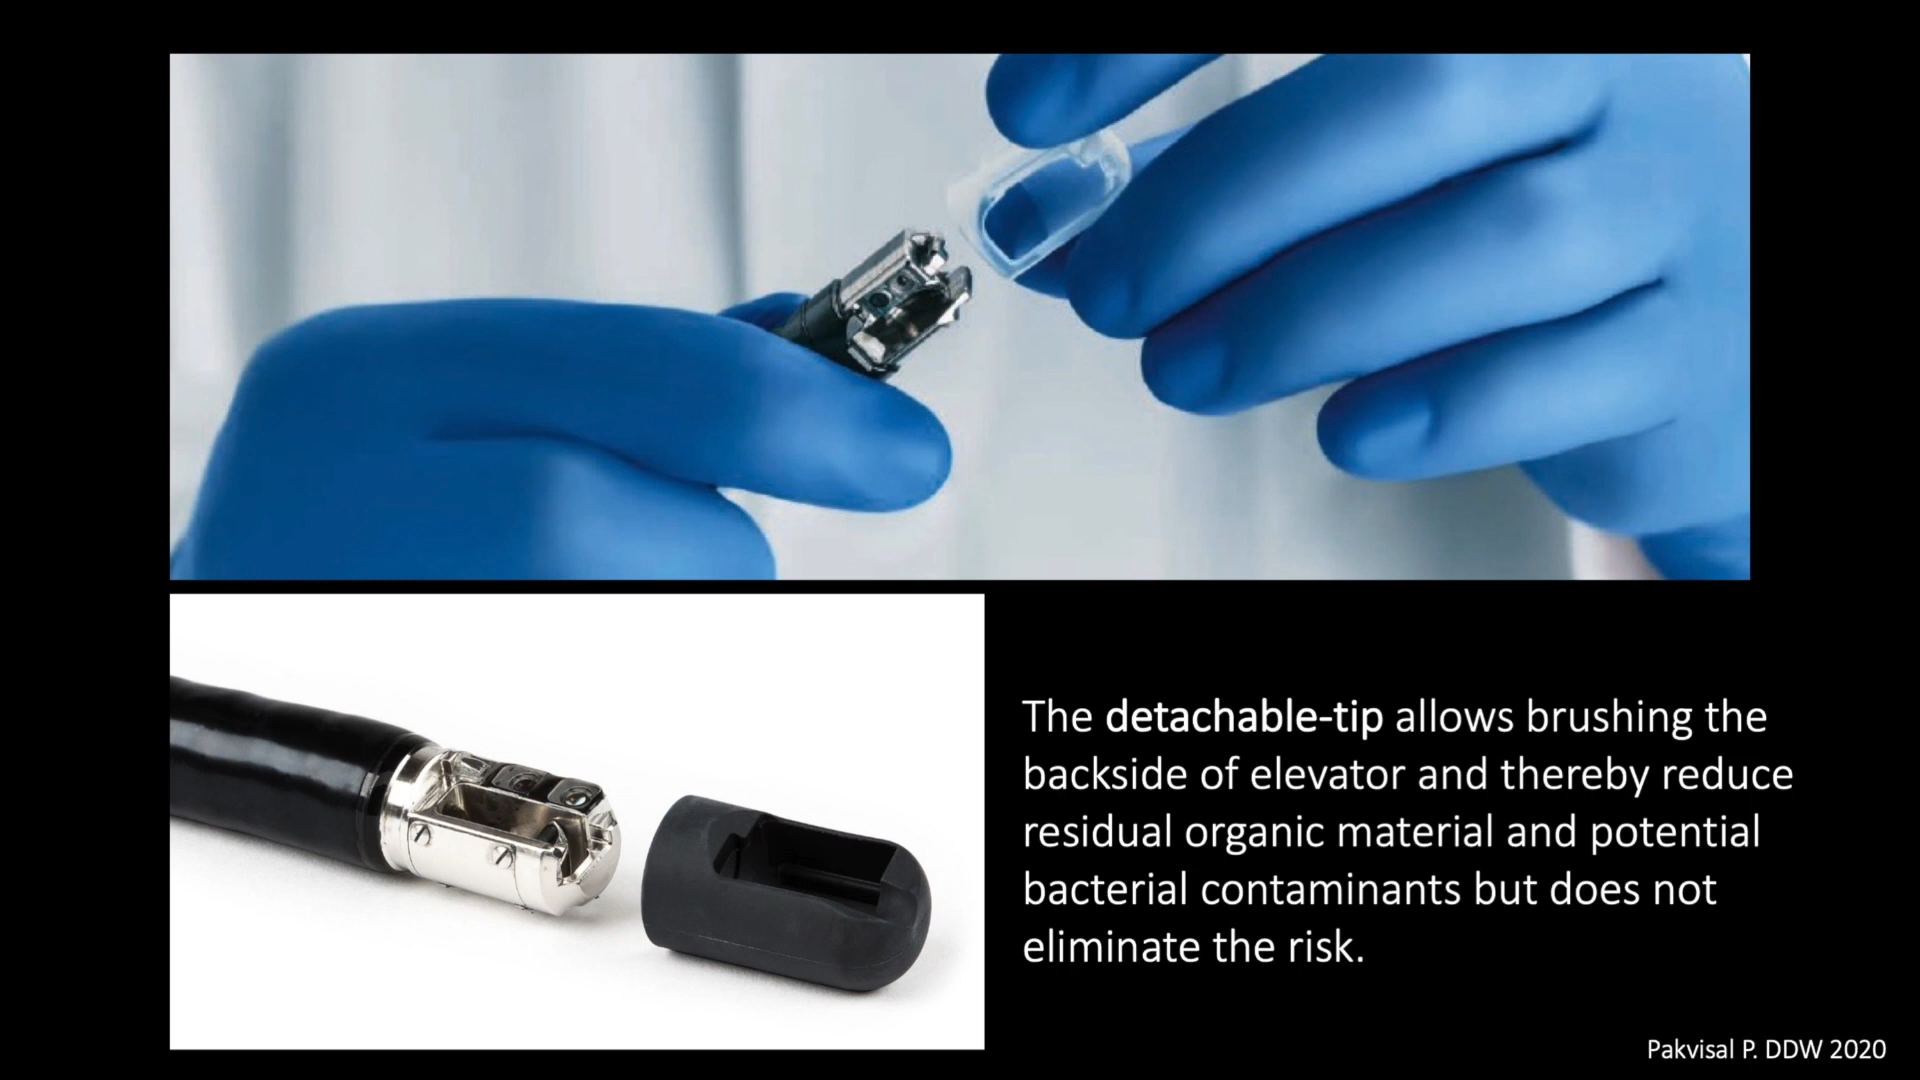 The detachable-tip allows brushing the
backside of elevator and thereby reduce
residual organic material and potential
bacterial contaminants but does not
eliminate the risk.
Pakvisal P. DDW 2020